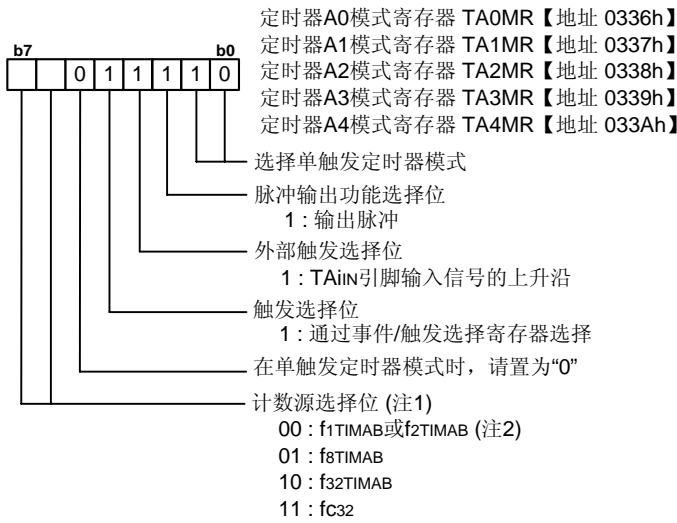 定时器A0模式寄存器 TA0MR【地址 0336h】
定时器A1模式寄存器 TA1MR【地址 0337h】
定时器A2模式寄存器 TA2MR【地址 0338h】
定时器A3模式寄存器 TA3MR【地址 0339h】
定时器A4模式寄存器 TA4MR【地址 033Ah】
b7 b0
0 1 1 1 1 0
选择单触发定时器模式
脉冲输出功能选择位
1 : 输出脉冲
外部触发选择位
1 : TAiIN引脚输入信号的上升沿
触发选择位
1 : 通过事件/触发选择寄存器选择
在单触发定时器模式时，请置为“0”
计数源选择位 (注1)
00 : f1TIMAB或f2TIMAB (注2)
01 : f8TIMAB
10 : f32TIMAB
11 : fC32